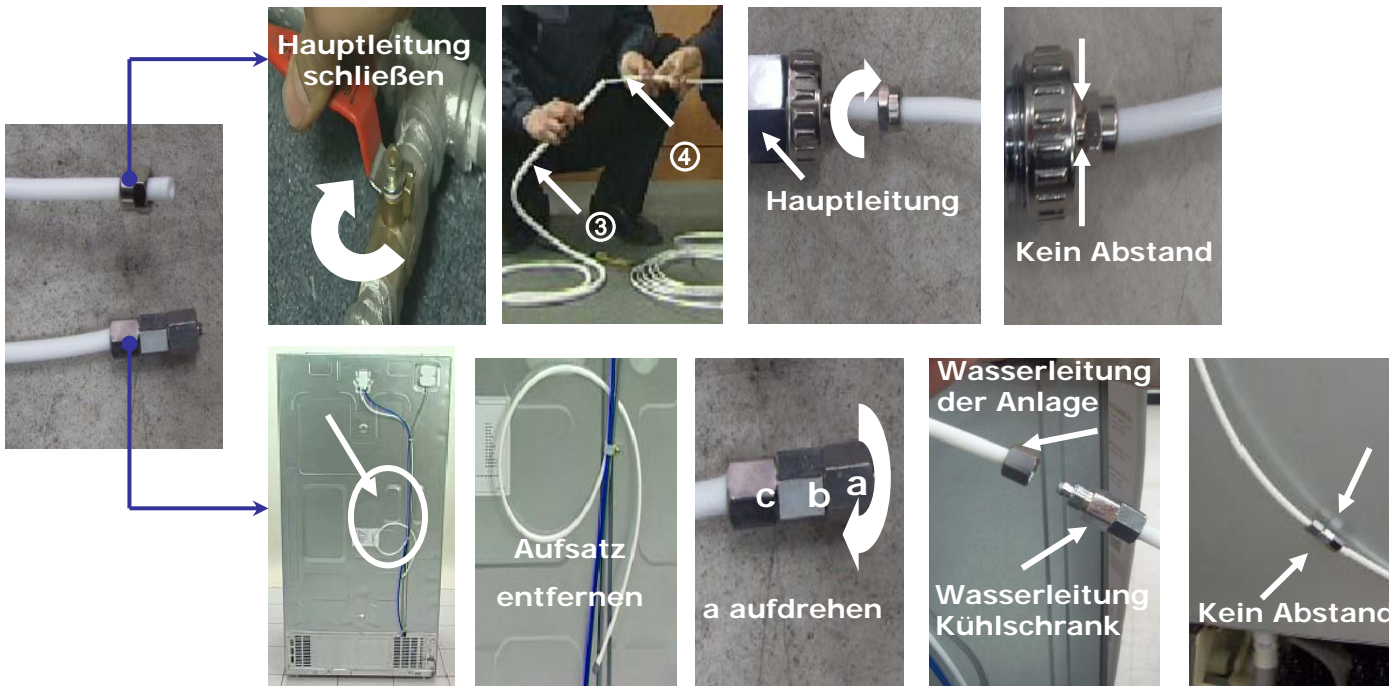 Hauptleitung
schließen
④
③
Hauptleitung
Kein Abstand
Aufsatz
entfernen
c b a
a aufdrehen
Wasserleitung
der Anlage
Wasserleitung
Kühlschrank
Kein Abstand